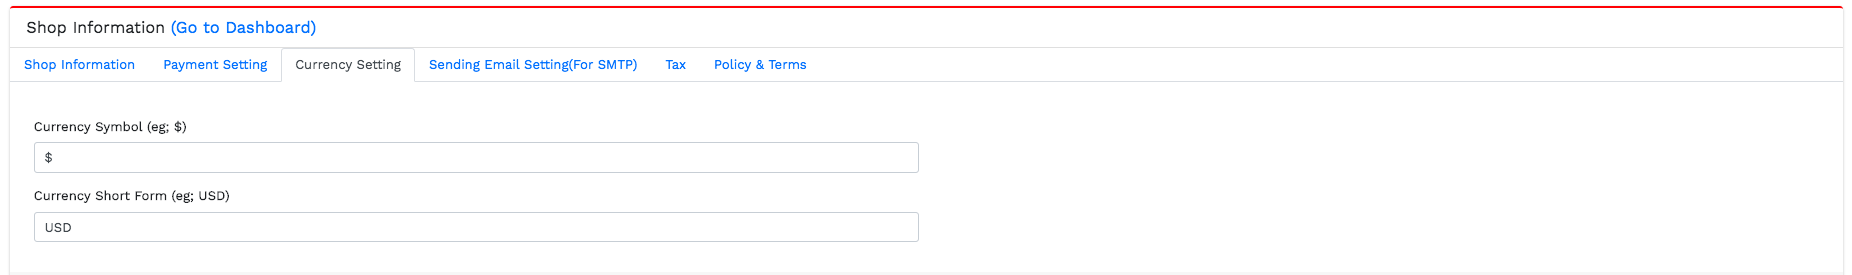 Shop Information (Go to Dashboard)
Shop Information Payment Setting Currency Setting Sending Email Setting(For SMTP) Tax Policy & Terms
Currency Symbol (eg; $)
$
Currency Short Form (eg; USD)
USD